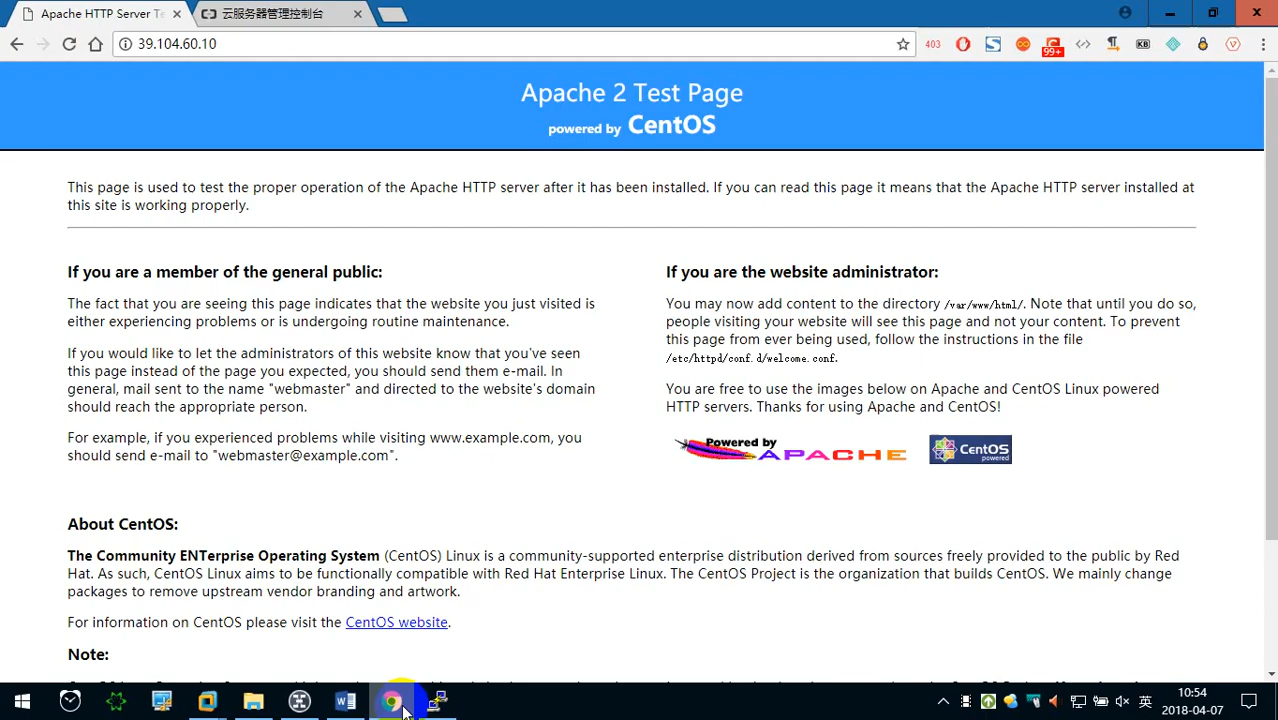 Apache HTTP Server Te
云服务器管理控制台
39.104.60.10
403
99+
KB
Apache 2 Test Page
powered by CentOS
This page is used to test the proper operation of the Apache HTTP server after it has been installed. If you can read this page it means that the Apache HTTP server installed at
this site is working properly.
If you are a member of the general public:
The fact that you are seeing this page indicates that the website you just visited is
either experiencing problems or is undergoing routine maintenance.
If you would like to let the administrators of this website know that you've seen
this page instead of the page you expected, you should send them e-mail. In
general, mail sent to the name "webmaster" and directed to the website's domain
should reach the appropriate person.
For example, if you experienced problems while visiting www.example.com, you
should send e-mail to "webmaster@example.com".
If you are the website administrator:
You may now add content to the directory /var/www/html/. Note that until you do so,
people visiting your website will see this page and not your content. To prevent
this page from ever being used, follow the instructions in the file
/etc/httpd/conf.d/welcome.conf.
You are free to use the images below on Apache and CentOS Linux powered
HTTP servers. Thanks for using Apache and CentOS!
Powered by
APACHE
CentOS
powered
About CentOS:
The Community ENTerprise Operating System (CentOS) Linux is a community-supported enterprise distribution derived from sources freely provided to the public by Red
Hat. As such, CentOS Linux aims to be functionally compatible with Red Hat Enterprise Linux. The CentOS Project is the organization that builds CentOS. We mainly change
packages to remove upstream vendor branding and artwork.
For information on CentOS please visit the CentOS website.
Note:
英
10:54
2018-04-07